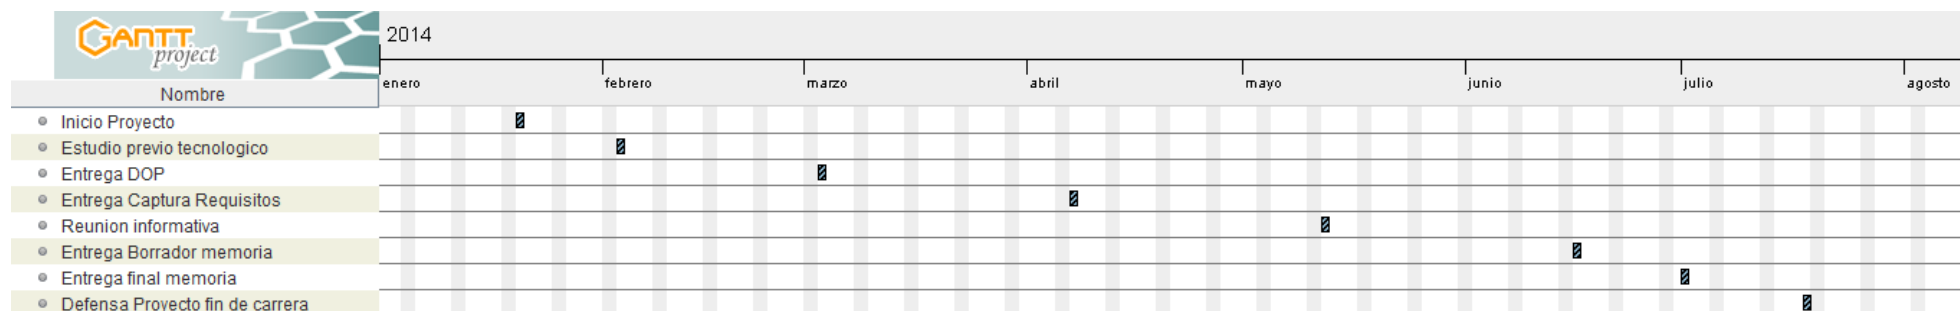 GANTT
project
2014
enero febrero marzo abril mayo junio julio agosto
Nombre
Inicio Proyecto
Estudio previo tecnologico
Entrega DOP
Entrega Captura Requisitos
Reunion informativa
Entrega Borrador memoria
Entrega final memoria
Defensa Proyecto fin de carrera